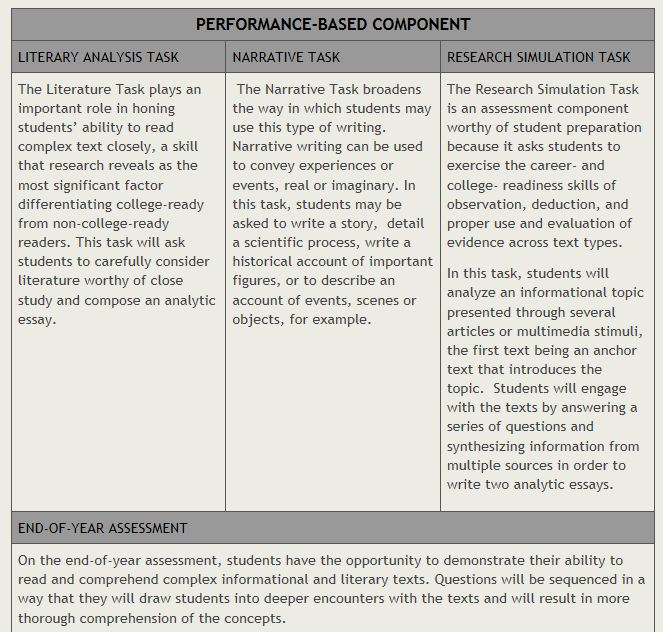 PERFORMANCE-BASED COMPONENT
LITERARY ANALYSIS TASK
The Literature Task plays an
important role in honing
students’ ability to read
complex text closely, a skill
that research reveals as the
most significant factor
differentiating college-ready
from non-college-ready
readers. This task will ask
students to carefully consider
literature worthy of close
study and compose an analytic
essay.
NARRATIVE TASK
The Narrative Task broadens
the way in which students may
use this type of writing.
Narrative writing can be used
to convey experiences or
events, real or imaginary. In
this task, students may be
asked to write a story, detail
a scientific process, write a
historical account of important
figures, or to describe an
account of events, scenes or
objects, for example.
RESEARCH SIMULATION TASK
The Research Simulation Task
is an assessment component
worthy of student preparation
because it asks students to
exercise the career- and
college- readiness skills of
observation, deduction, and
proper use and evaluation of
evidence across text types.
In this task, students will
analyze an informational topic
presented through several
articles or multimedia stimuli,
the first text being an anchor
text that introduces the
topic. Students will engage
with the texts by answering a
series of questions and
synthesizing information from
multiple sources in order to
write two analytic essays.
END-OF-YEAR ASSESSMENT
On the end-of-year assessment, students have the opportunity to demonstrate their ability to
read and comprehend complex informational and literary texts. Questions will be sequenced in a
way that they will draw students into deeper encounters with the texts and will result in more
thorough comprehension of the concepts.